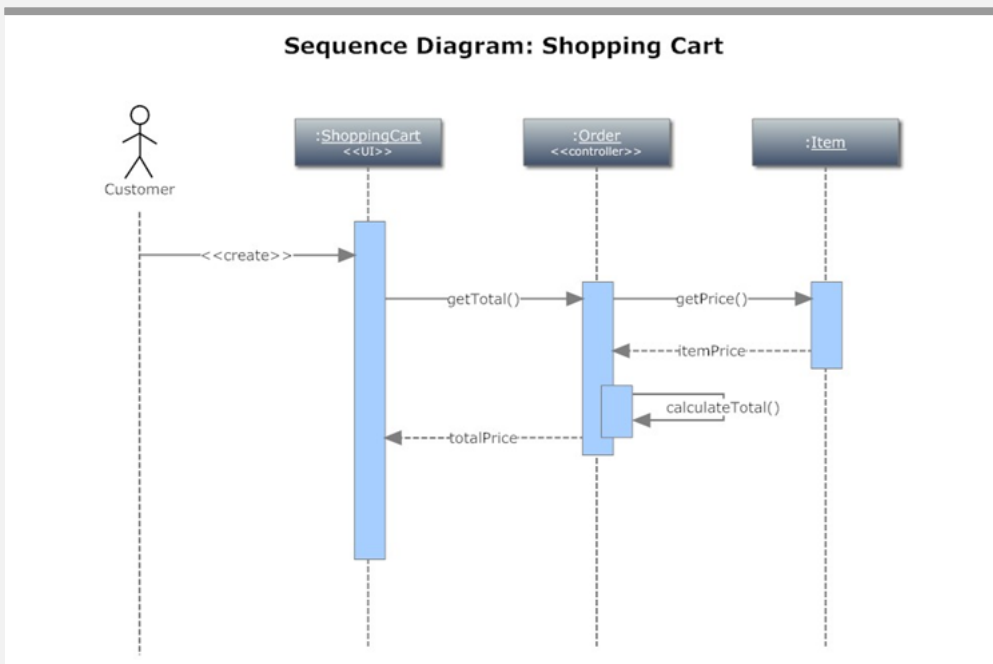 Sequence Diagram: Shopping Cart
:ShoppingCart
<<UI>>
:Order
<<controller>>
:Item
Customer
<<create>>
getTotal()
getPrice()
itemPrice
calculateTotal()
totalPrice